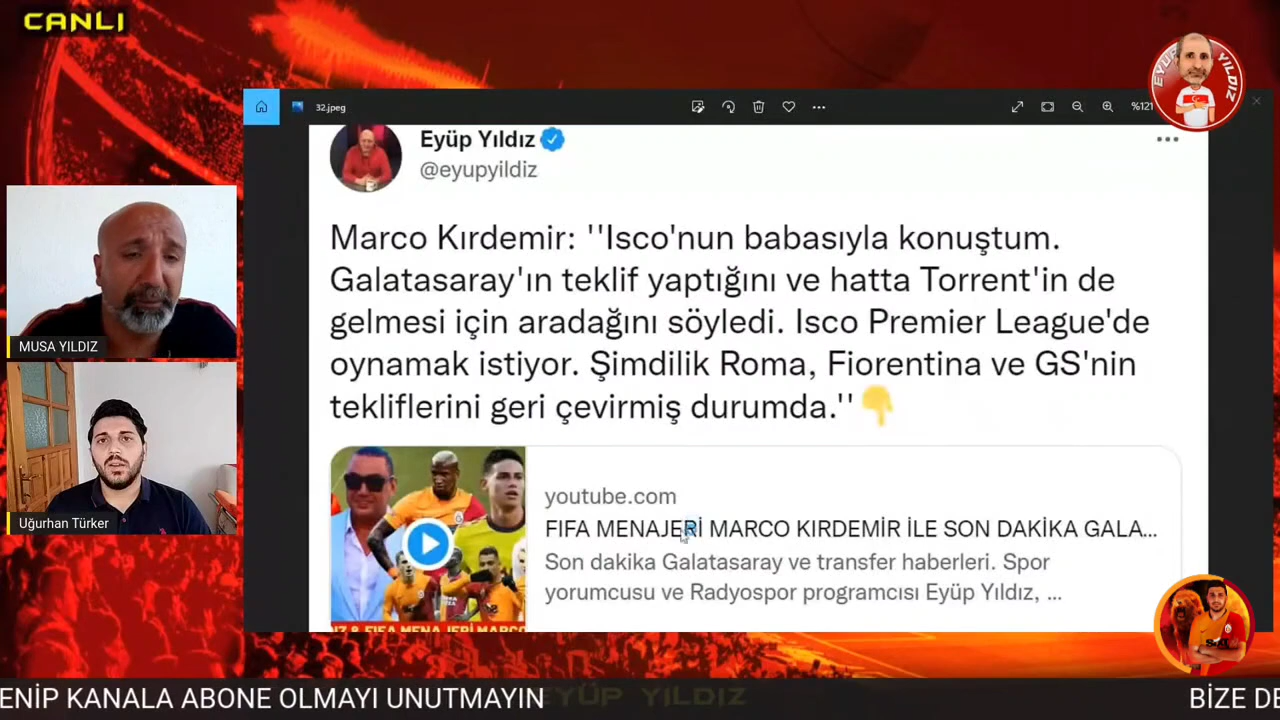 CANLI
EYÜP YILDIZ
32.jpeg
%121
Eyüp Yıldız
@eyupyildiz
Marco Kırdemir: ''Isco'nun babasıyla konuştum.
Galatasaray'ın teklif yaptığını ve hatta Torrent'in de
gelmesi için aradağını söyledi. Isco Premier League'de
oynamak istiyor. Şimdilik Roma, Fiorentina ve GS'nin
tekliflerini geri çevirmiş durumda.''
MUSA YILDIZ
Uğurhan Türker
youtube.com
FIFA MENAJERİ MARCO KIRDEMİR İLE SON DAKİKA GALA...
Son dakika Galatasaray ve transfer haberleri. Spor
yorumcusu ve Radyospor programcısı Eyüp Yıldız, ...
ENİP KANALA ABONE OLMAYI UNUTMAYIN
EYÜP YILDIZ
BİZE DE